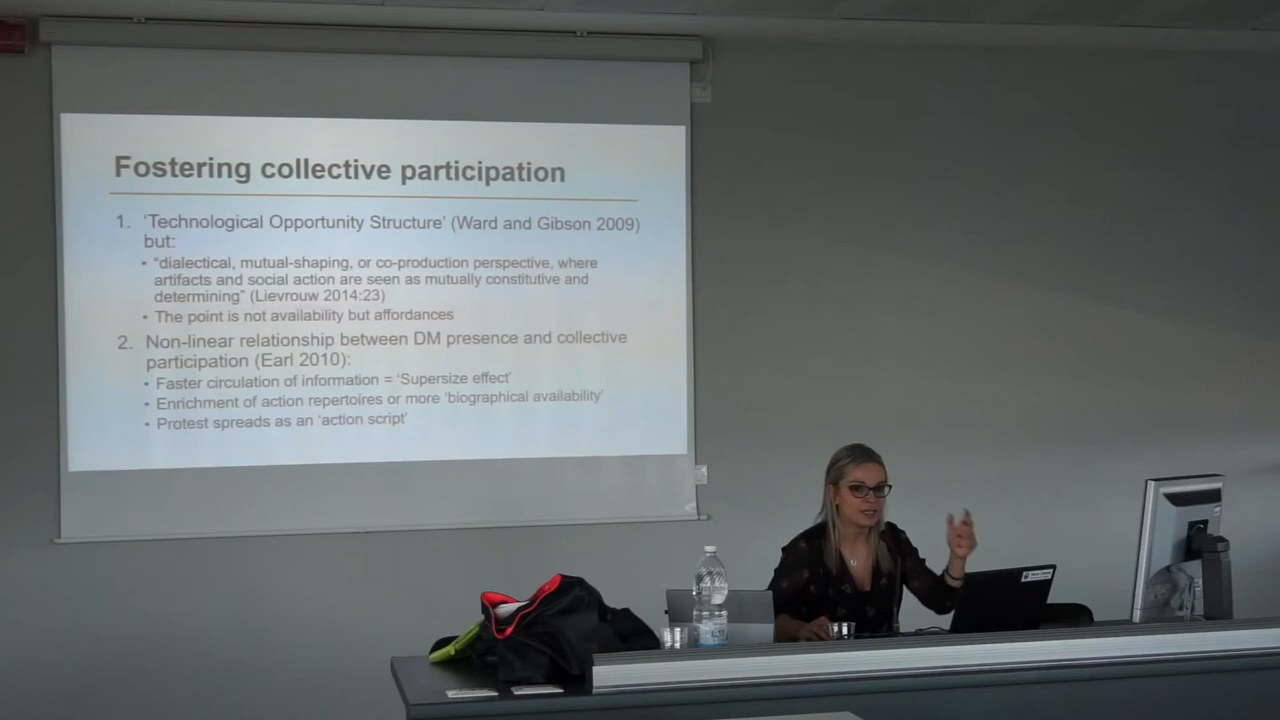 Fostering collective participation
1. 'Technological Opportunity Structure' (Ward and Gibson 2009)
but:
• "dialectical, mutual-shaping, or co-production perspective, where
artifacts and social action are seen as mutually constitutive and
determining" (Lievrouw 2014:23)
• The point is not availability but affordances
2. Non-linear relationship between DM presence and collective
participation (Earl 2010):
• Faster circulation of information = 'Supersize effect'
• Enrichment of action repertoires or more 'biographical availability'
• Protest spreads as an 'action script'